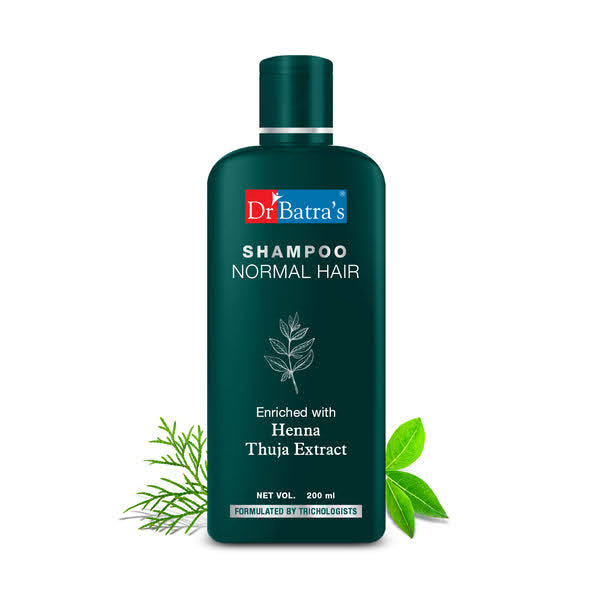 Dr Batra's®
SHAMPOO
NORMAL HAIR
Enriched with
Henna
Thuja Extract
NET VOL. 200 ml
FORMULATED BY TRICHOLOGISTS